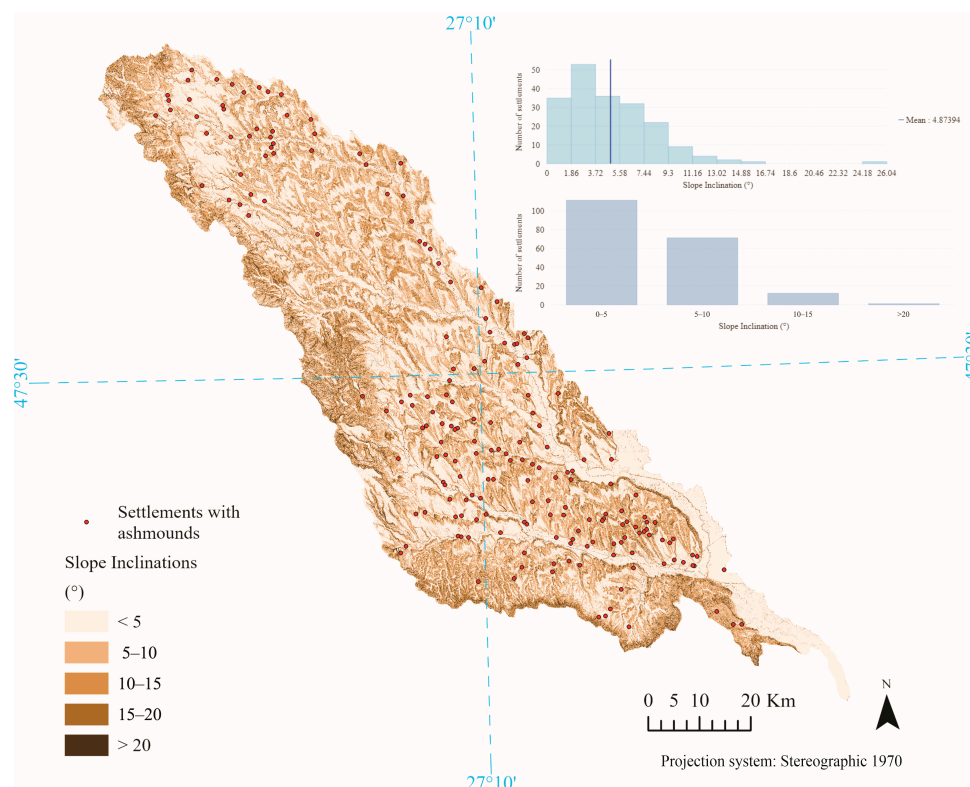 27°10'
50
40
30
20
10
0
Number of settlements
Mean : 4.87394
0 1.86 3.72 5.58 7.44 9.3 11.16 13.02 14.88 16.74 18.6 20.46 22.32 24.18 26.04
Slope Inclination (°)
100
80
60
40
20
0
Number of settlements
0–5 5–10 10–15 >20
Slope Inclination (°)
47°30'
Settlements with
ashmounds
Slope Inclinations
(°)
< 5
5–10
10–15
15–20
> 20
N
0 5 10 20 Km
Projection system: Stereographic 1970
27°10'